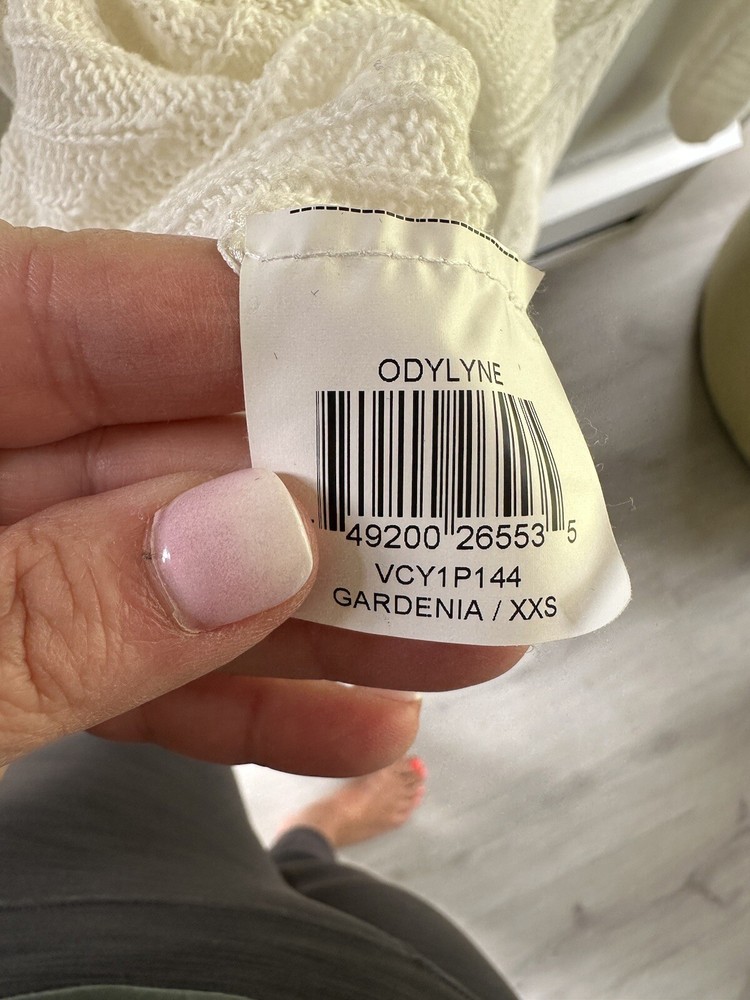 ODYLYNE
49200 26553 5
VCY1P144
GARDENIA / XXS